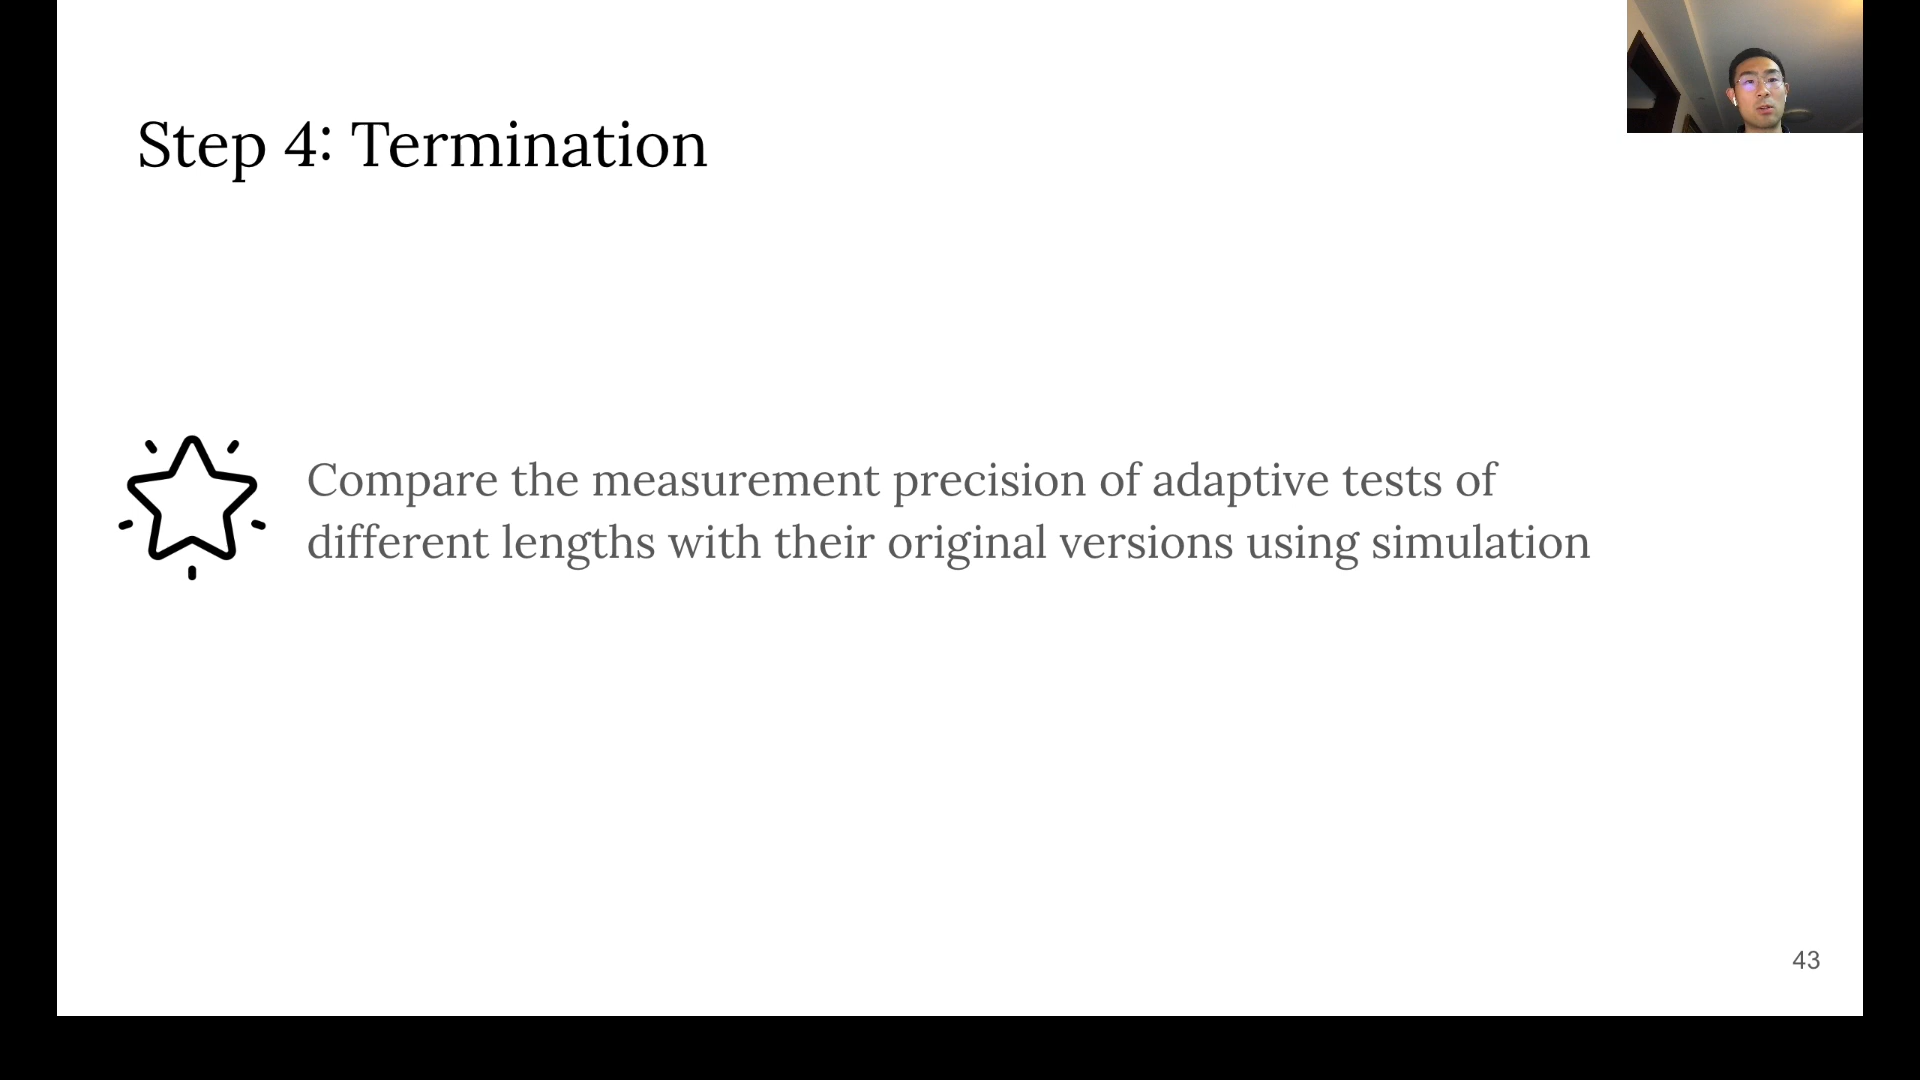 Step 4: Termination
Compare the measurement precision of adaptive tests of
different lengths with their original versions using simulation
43